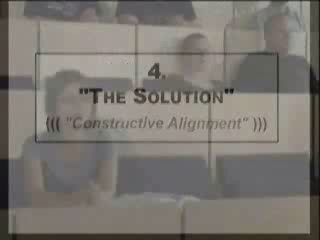 4.
"THE SOLUTION"
((( "Constructive Alignment" )))